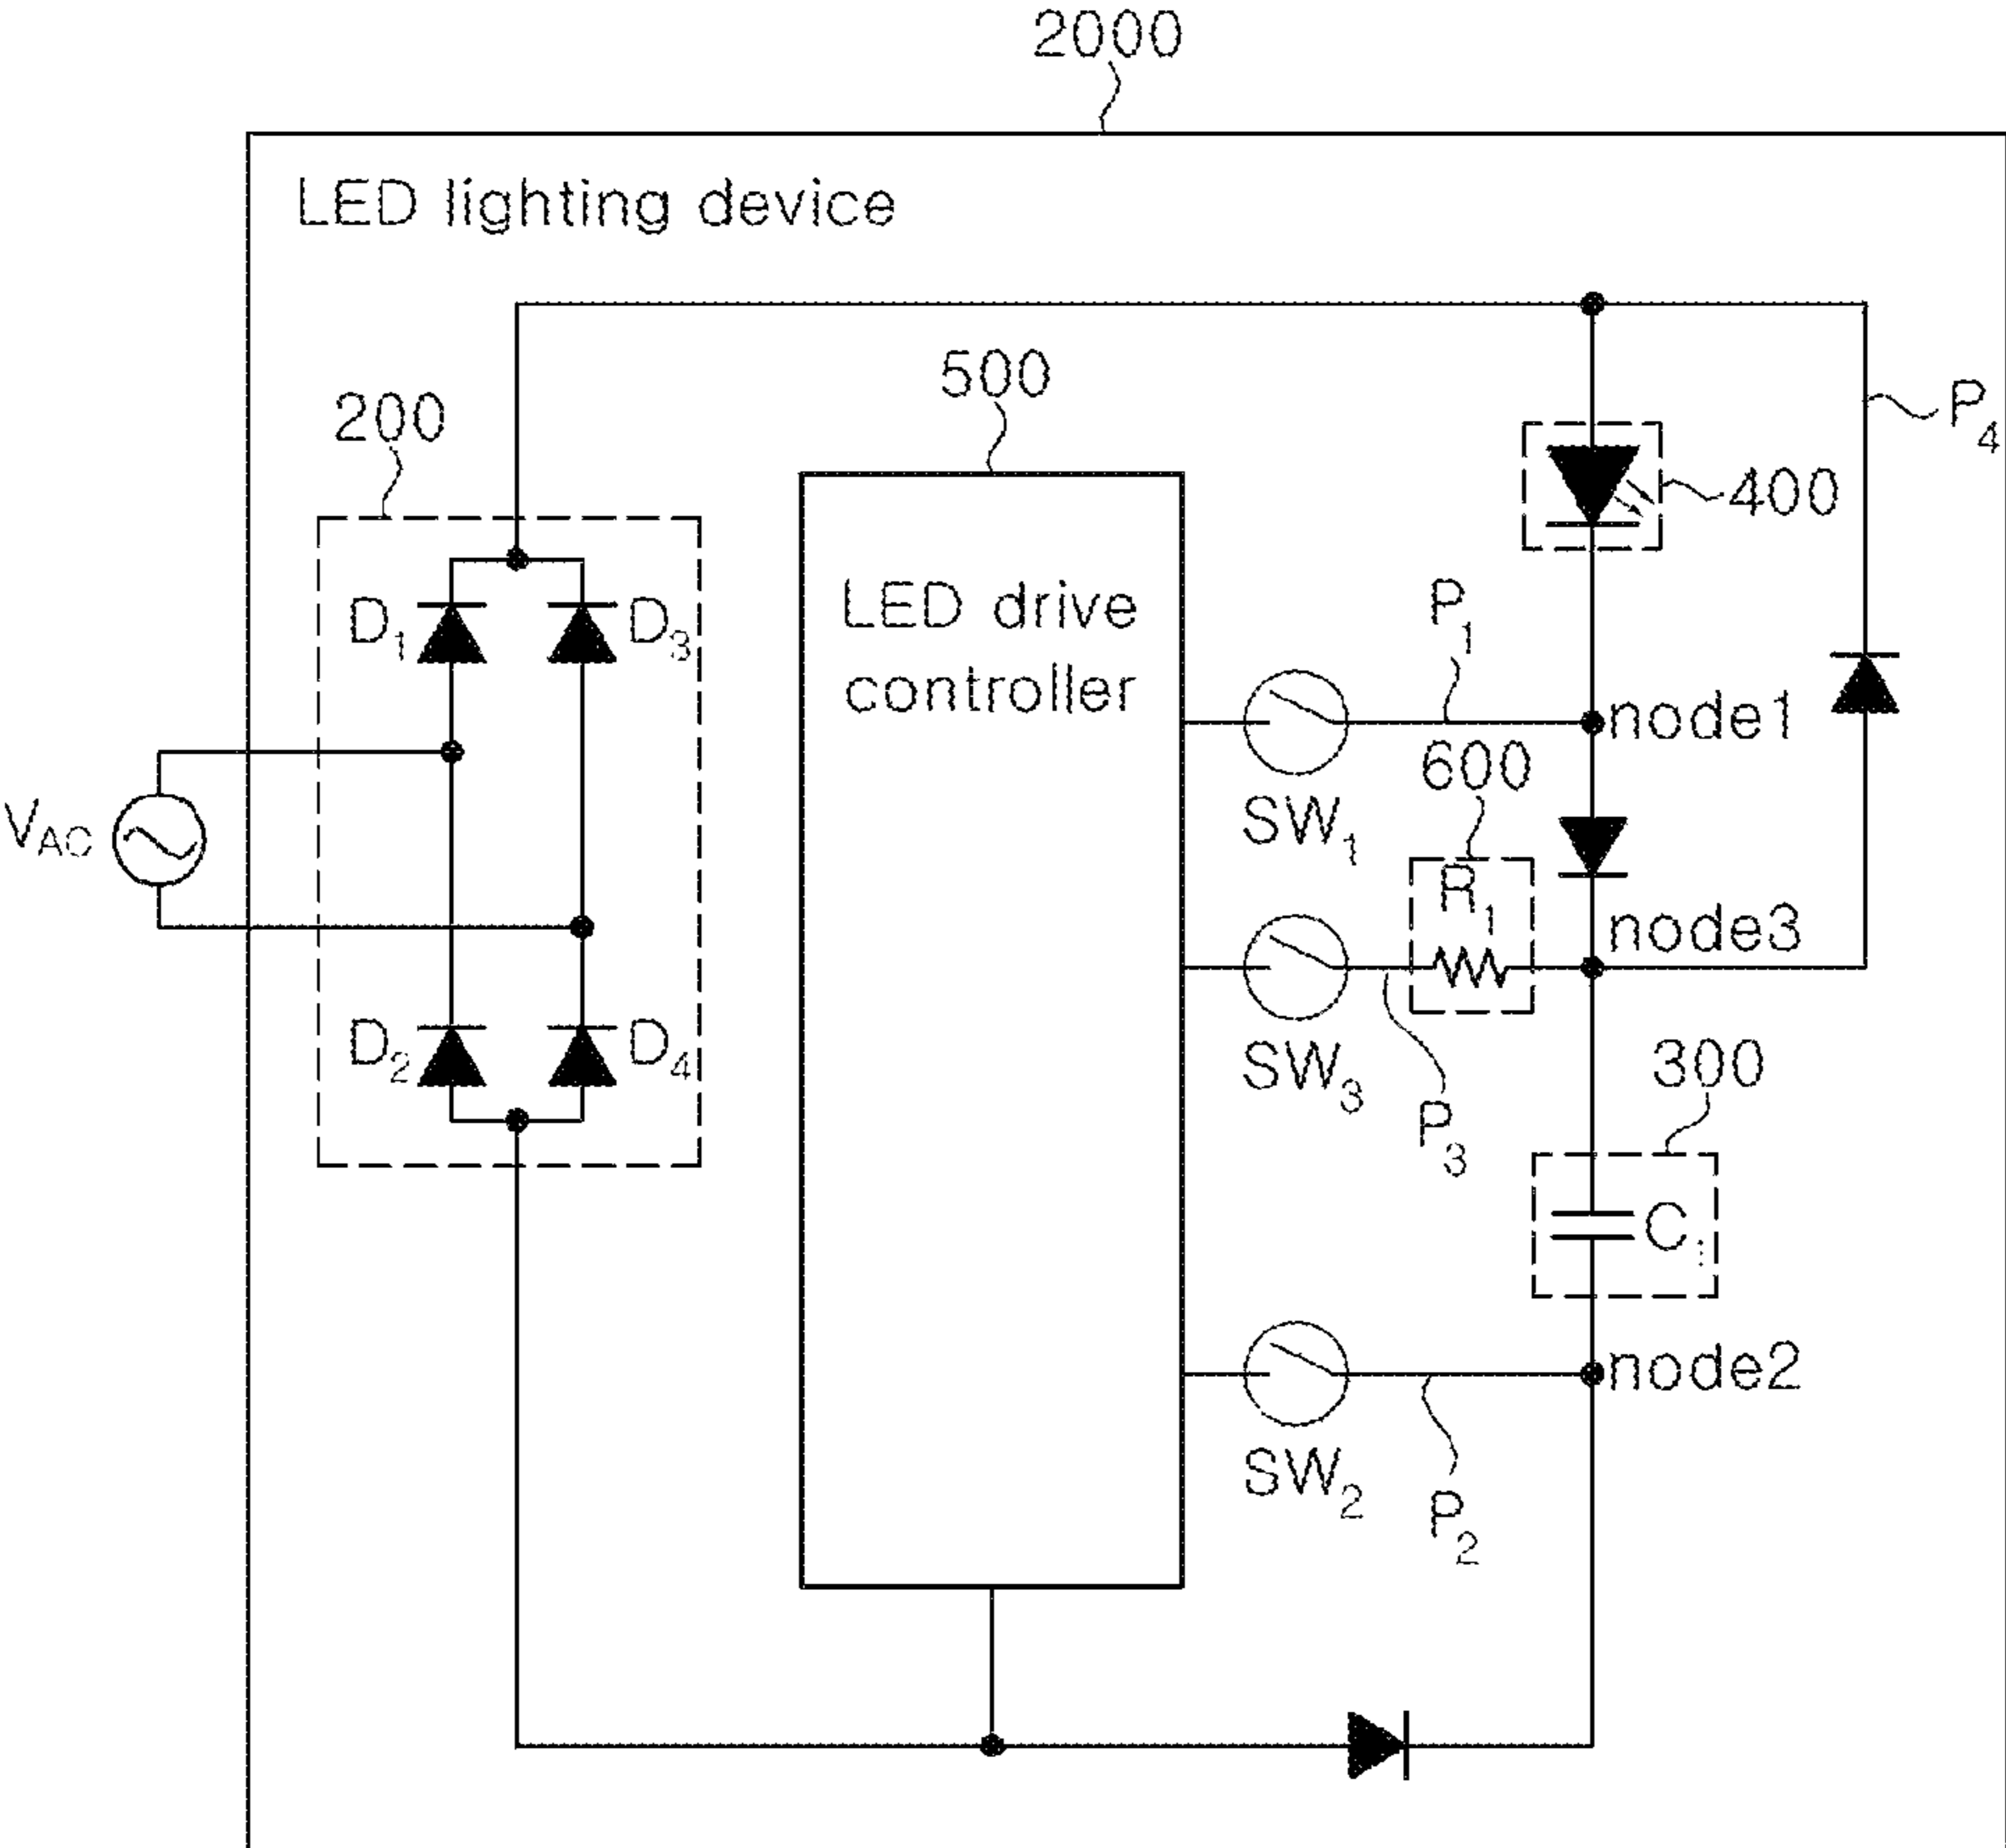 2000
LED lighting device
500
200
P4
400
LED drive
controller
D1
D3
P1
node1
600
SW1
VAC
R1
node3
D2
D4
SW3
P3
300
C1
node2
SW2
P2